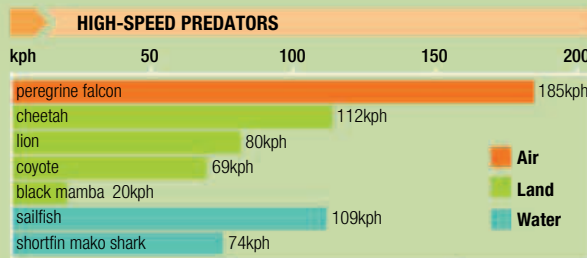 HIGH-SPEED PREDATORS
kph 50 100 150 200
peregrine falcon 185kph
cheetah 112kph
lion 80kph
coyote 69kph
black mamba 20kph
sailfish 109kph
shortfin mako shark 74kph
Air
Land
Water